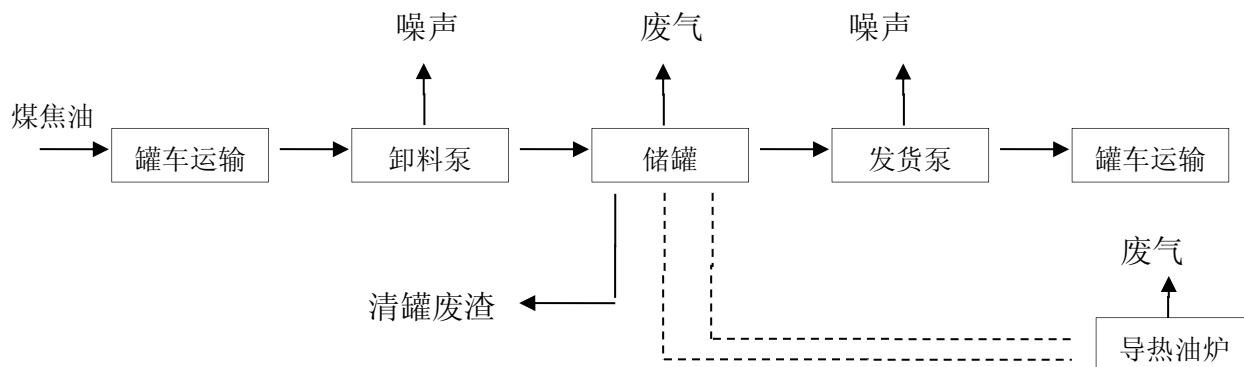 噪声
废气
噪声
煤焦油
罐车运输
卸料泵
储罐
发货泵
罐车运输
废气
清罐废渣
导热油炉